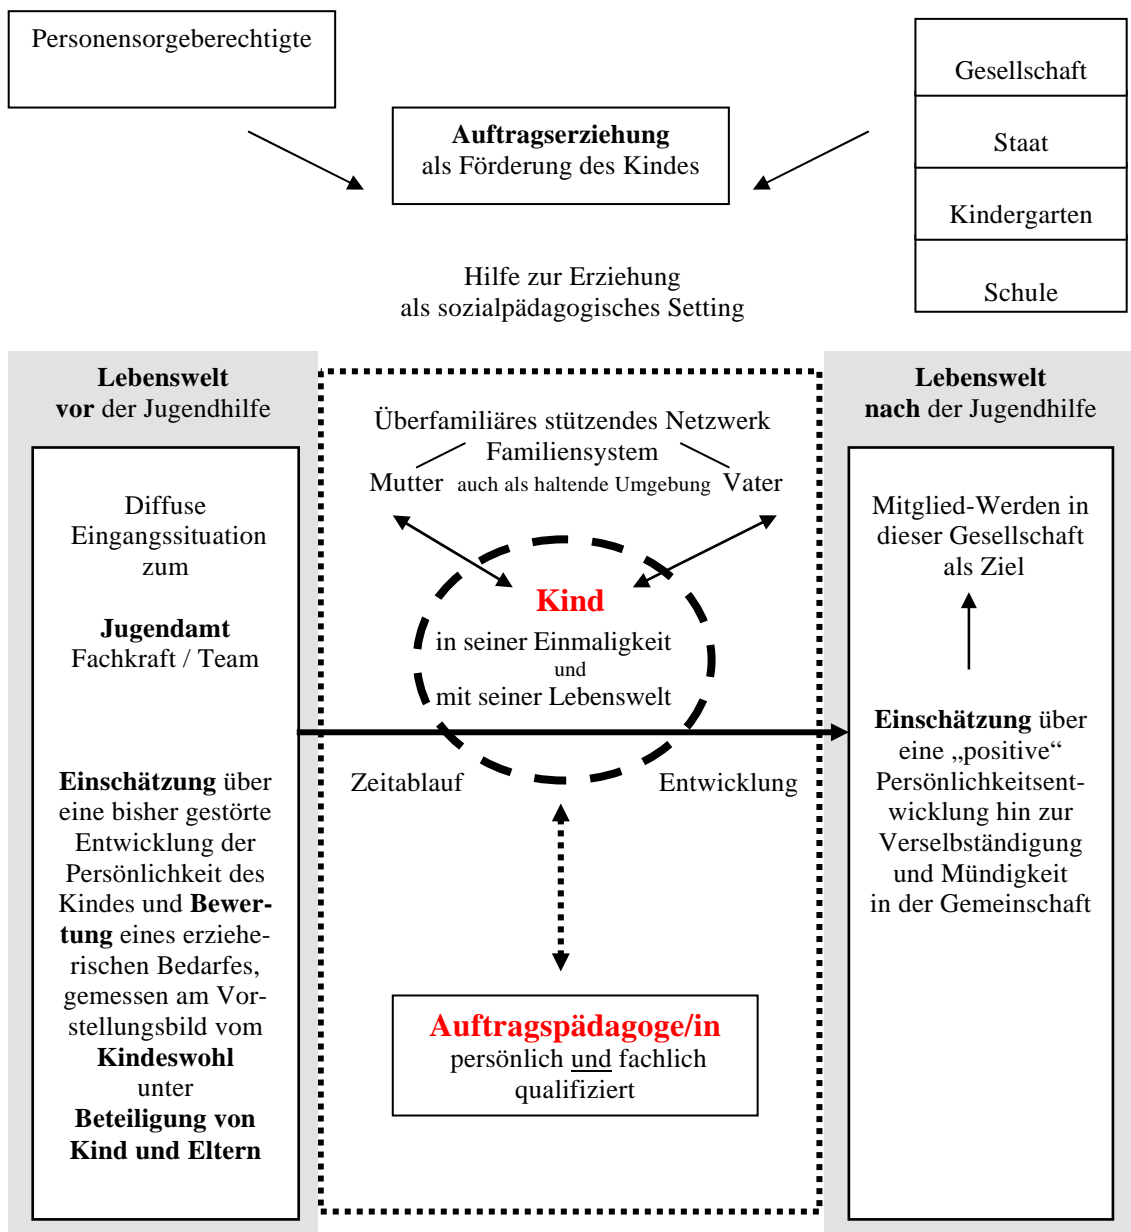 Personensorgeberechtigte
Auftragserziehung
als Förderung des Kindes
Gesellschaft
Staat
Kindergarten
Schule
Hilfe zur Erziehung
als sozialpädagogisches Setting
Lebenswelt
vor der Jugendhilfe
Diffuse
Eingangssituation
zum
Jugendamt
Fachkraft / Team
Einschätzung über
eine bisher gestörte
Entwicklung der
Persönlichkeit des
Kindes und Bewer-
tung eines erziehe-
rischen Bedarfes,
gemessen am Vor-
stellungsbild vom
Kindeswohl
unter
Beteiligung von
Kind und Eltern
Überfamiliäres stützendes Netzwerk
Familiensystem
Mutter auch als haltende Umgebung Vater
Kind
in seiner Einmaligkeit
und
mit seiner Lebenswelt
Zeitablauf Entwicklung
Auftragspädagoge/in
persönlich und fachlich
qualifiziert
Lebenswelt
nach der Jugendhilfe
Mitglied-Werden in
dieser Gesellschaft
als Ziel
Einschätzung über
eine „positive“
Persönlichkeitsent-
wicklung hin zur
Verselbständigung
und Mündigkeit
in der Gemeinschaft